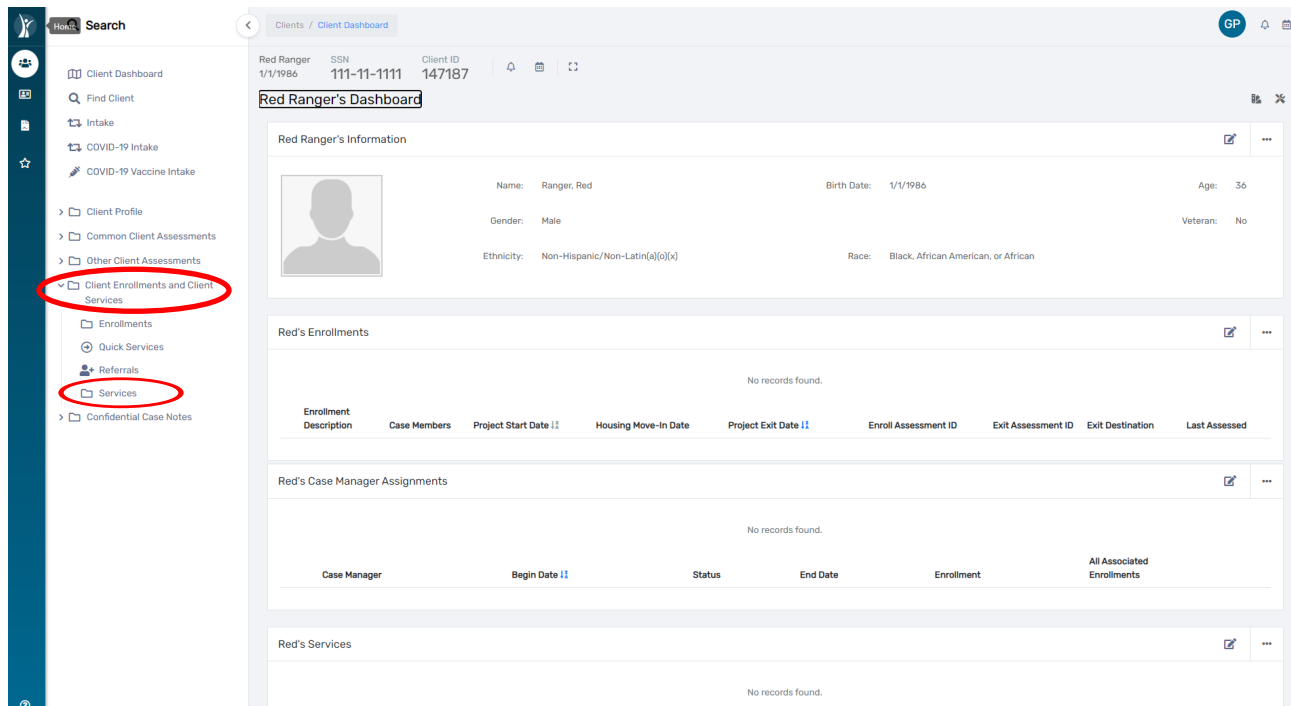 Home Search
Clients / Client Dashboard
GP
Client Dashboard
Find Client
Intake
COVID-19 Intake
COVID-19 Vaccine Intake
Client Profile
Common Client Assessments
Other Client Assessments
Client Enrollments and Client
Services
Enrollments
Quick Services
Referrals
Services
Confidential Case Notes
Red Ranger SSN Client ID
1/1/1986 111-11-1111 147187
Red Ranger's Dashboard
Red Ranger's Information
Name: Ranger, Red Birth Date: 1/1/1986 Age: 36
Gender: Male Veteran: No
Ethnicity: Non-Hispanic/Non-Latin(a)(o)(x) Race: Black, African American, or African
Red's Enrollments
No records found.
Enrollment
Description Case Members Project Start Date Housing Move-In Date Project Exit Date Enroll Assessment ID Exit Assessment ID Exit Destination Last Assessed
Red's Case Manager Assignments
No records found.
All Associated
Case Manager Begin Date Status End Date Enrollment Enrollments
Red's Services
No records found.